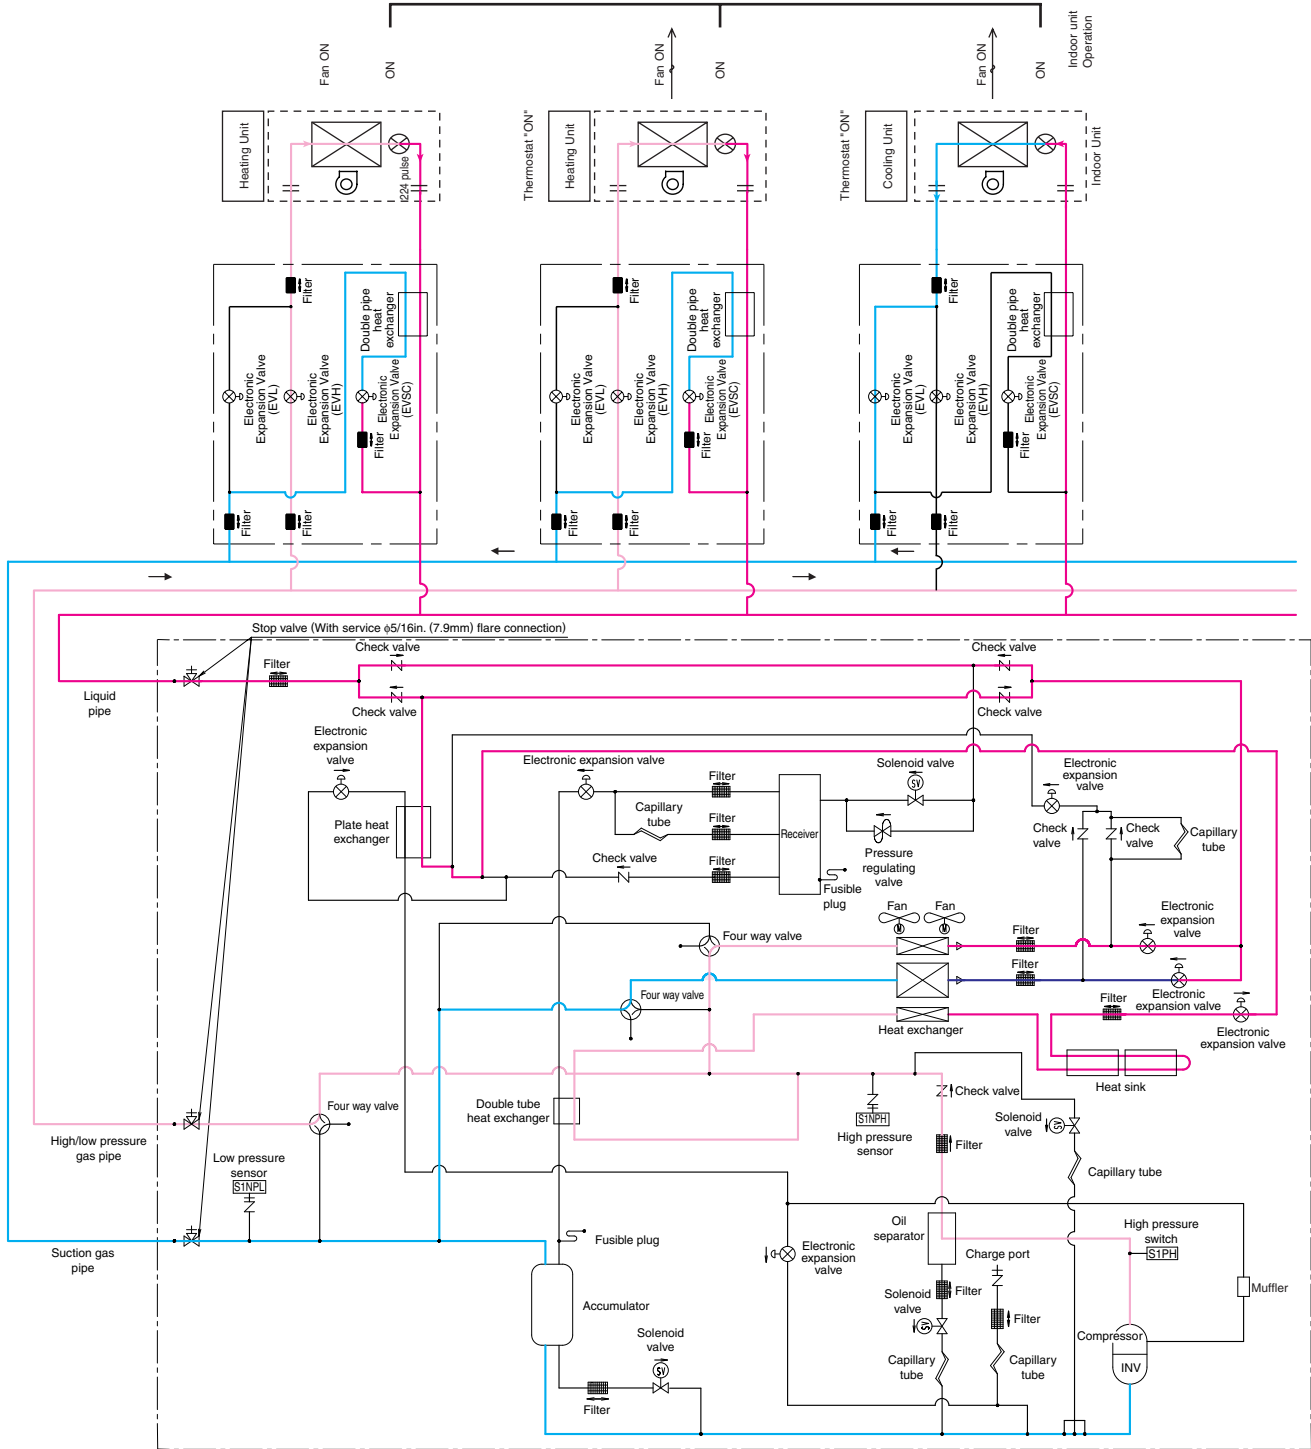 Fan ON
ON
Fan ON
ON
Fan ON
ON
Indoor unit
Operation
Heating Unit
1224 pulse
Thermostat "ON"
Heating Unit
Thermostat "ON"
Cooling Unit
Indoor Unit
Filter
Double pipe
heat
exchanger
Electronic
Expansion Valve
(EVL)
Electronic
Expansion Valve
(EVH)
Electronic
Expansion Valve
(EVSC)
Filter
Filter
Filter
Filter
Double pipe
heat
exchanger
Electronic
Expansion Valve
(EVL)
Electronic
Expansion Valve
(EVH)
Electronic
Expansion Valve
(EVSC)
Filter
Filter
Filter
Filter
Double pipe
heat
exchanger
Electronic
Expansion Valve
(EVL)
Electronic
Expansion Valve
(EVH)
Electronic
Expansion Valve
(EVSC)
Filter
Filter
Filter
Stop valve (With service ϕ5/16in. (7.9mm) flare connection)
Check valve
Check valve
Filter
Liquid
pipe
Check valve
Check valve
Electronic
expansion
valve
Electronic expansion valve
Filter
Solenoid valve
SV
Electronic
expansion
valve
Capillary
tube
Filter
Receiver
Plate heat
exchanger
Check
valve
Check
valve
Capillary
tube
Check valve
Filter
Pressure
regulating
valve
Fusible
plug
Fan
Fan
M
M
Electronic
expansion
valve
Four way valve
Filter
Filter
Four way valve
Electronic
expansion valve
Filter
Heat exchanger
Electronic
expansion valve
Heat sink
Check valve
Four way valve
Double tube
heat exchanger
S1NPH
High pressure
sensor
Solenoid
valve
SV
High/low pressure
gas pipe
Filter
Low pressure
sensor
S1NPL
Capillary tube
Oil
separator
High pressure
switch
S1PH
Suction gas
pipe
Fusible plug
Electronic
expansion
valve
Charge port
Filter
Muffler
Accumulator
Solenoid
valve
SV
Filter
Solenoid
valve
SV
Compressor
INV
Capillary
tube
Capillary
tube
Filter